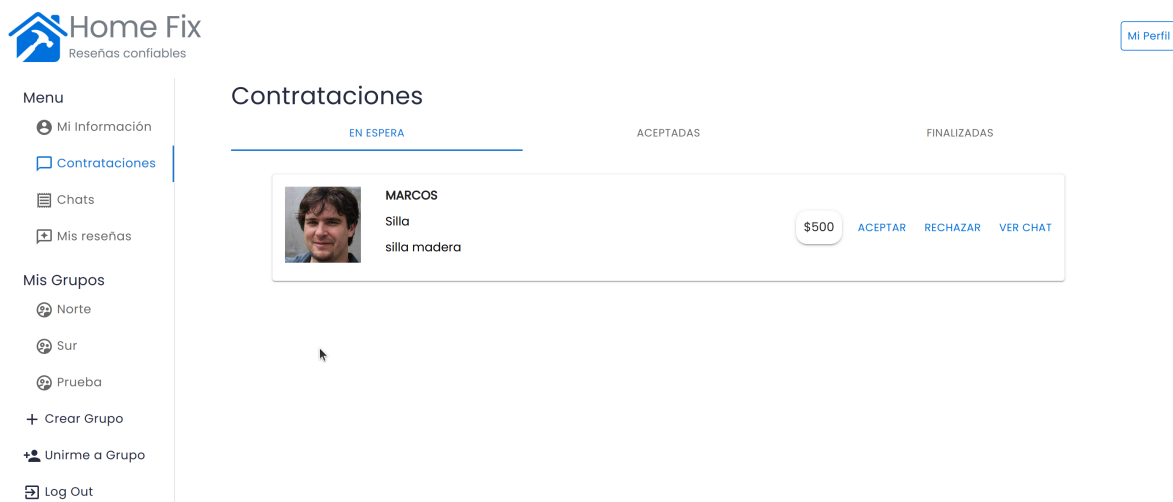 Home Fix
Reseñas confiables
Mi Perfil
Menu
Mi Información
Contrataciones
Chats
Mis reseñas
Mis Grupos
Norte
Sur
Prueba
Crear Grupo
Unirme a Grupo
Log Out
Contrataciones
EN ESPERA ACEPTADAS FINALIZADAS
MARCOS
Silla
silla madera
$500 ACEPTAR RECHAZAR VER CHAT